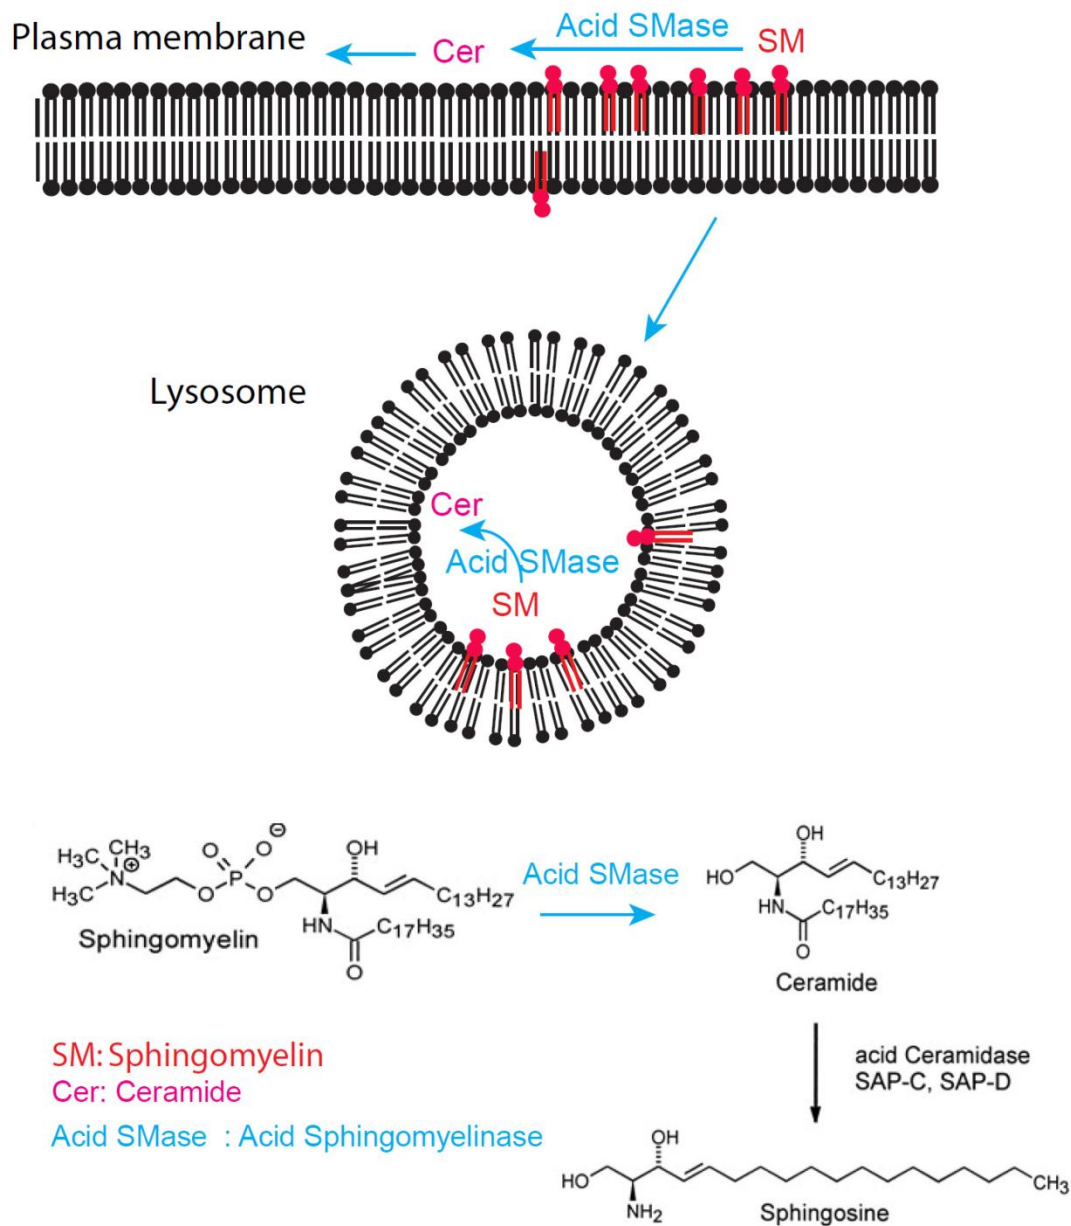 Plasma membrane
Cer
Acid SMase
SM
Lysosome
Cer
Acid SMase
SM
H3C
CH3
N
⊕
H3C
O
P
O
⊖
O
O
OH
C13H27
HN
C17H35
O
Sphingomyelin
Acid SMase
OH
HO
C13H27
HN
C17H35
O
Ceramide
acid Ceramidase
SAP-C, SAP-D
SM: Sphingomyelin
Cer: Ceramide
Acid SMase : Acid Sphingomyelinase
OH
HO
NH2
CH3
Sphingosine